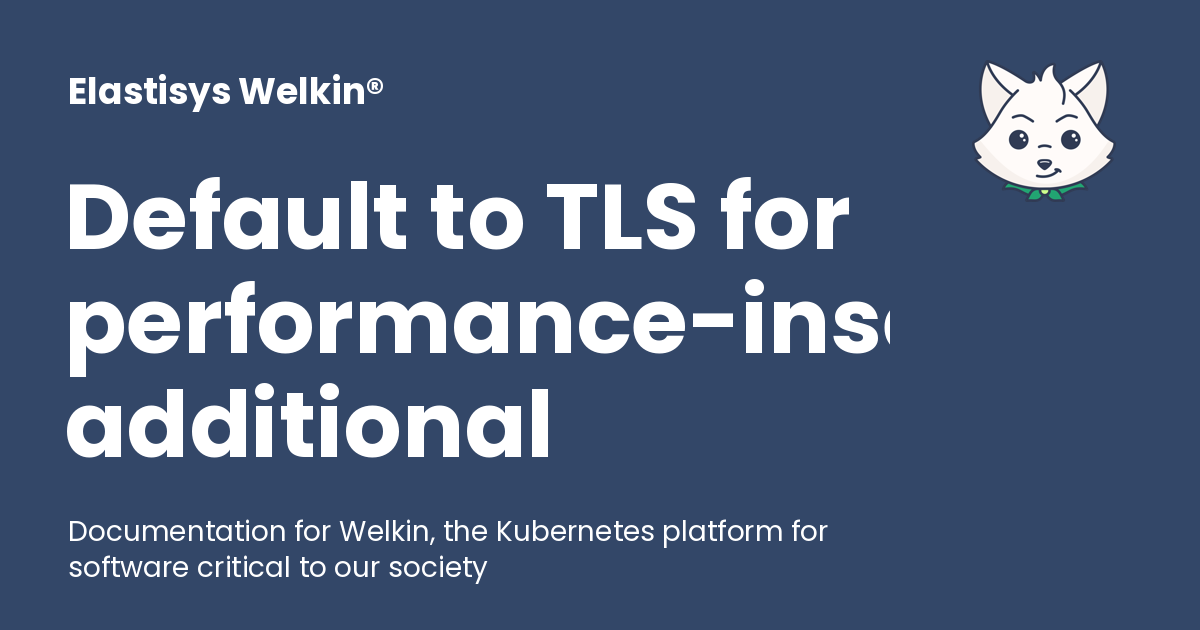 Elastisys Welkin®
Default to TLS for
performance-ins
additional
Documentation for Welkin, the Kubernetes platform for
software critical to our society